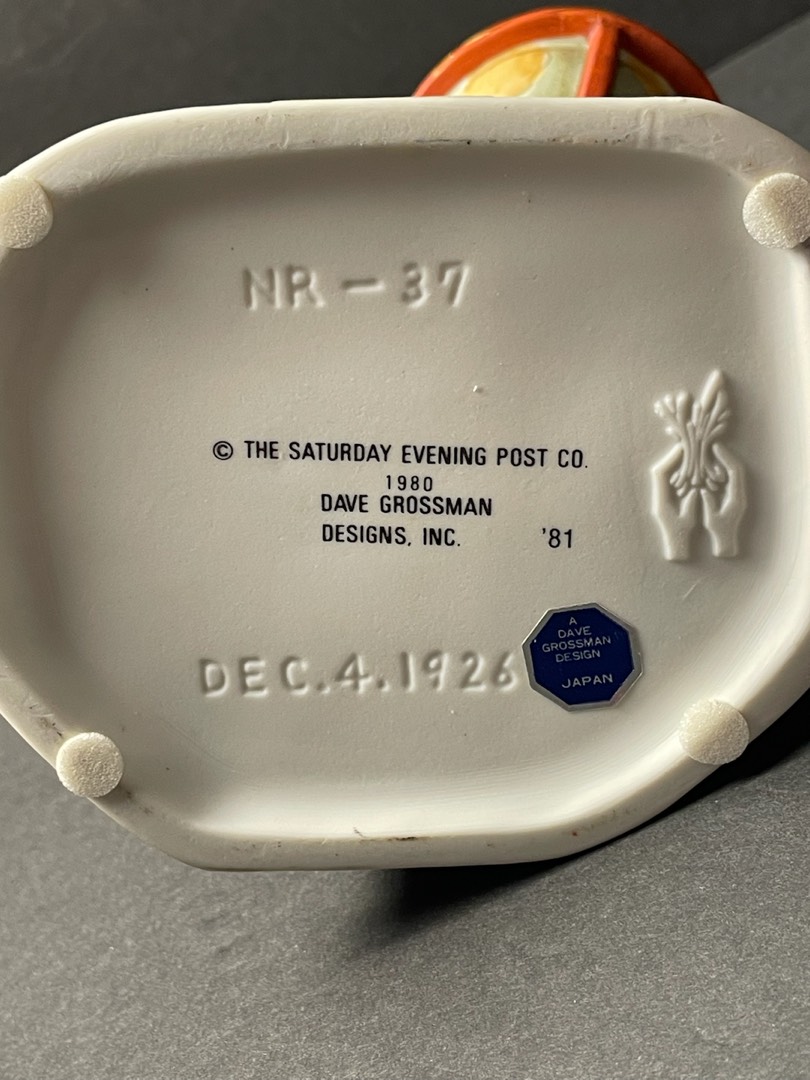 NR - 37
© THE SATURDAY EVENING POST CO.
1980
DAVE GROSSMAN
DESIGNS, INC. '81
DEC. 4. 1926
A
DAVE
GROSSMAN
DESIGN
JAPAN